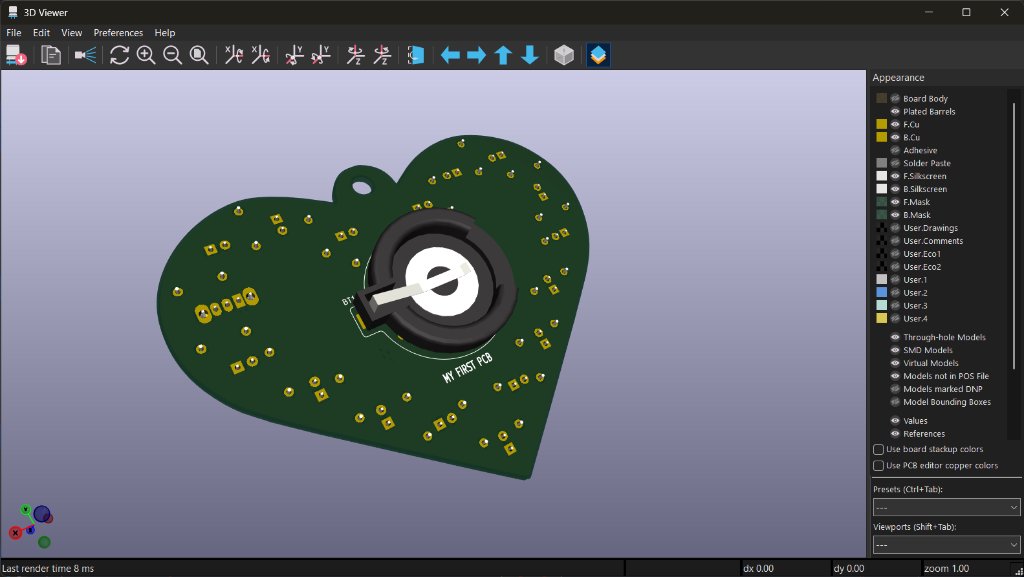 3D Viewer
File Edit View Preferences Help
Appearance
Board Body
Plated Barrels
F.Cu
B.Cu
Adhesive
Solder Paste
F.Silkscreen
B.Silkscreen
F.Mask
B.Mask
User.Drawings
User.Comments
User.Eco1
User.Eco2
User.1
User.2
User.3
User.4
Through-hole Models
SMD Models
Virtual Models
Models not in POS File
Models marked DNP
Model Bounding Boxes
Values
References
Use board stackup colors
Use PCB editor copper colors
Presets (Ctrl+Tab):
---
Viewports (Shift+Tab):
---
MY FIRST PCB
Last render time 8 ms
dx 0.00
dy 0.00
zoom 1.00